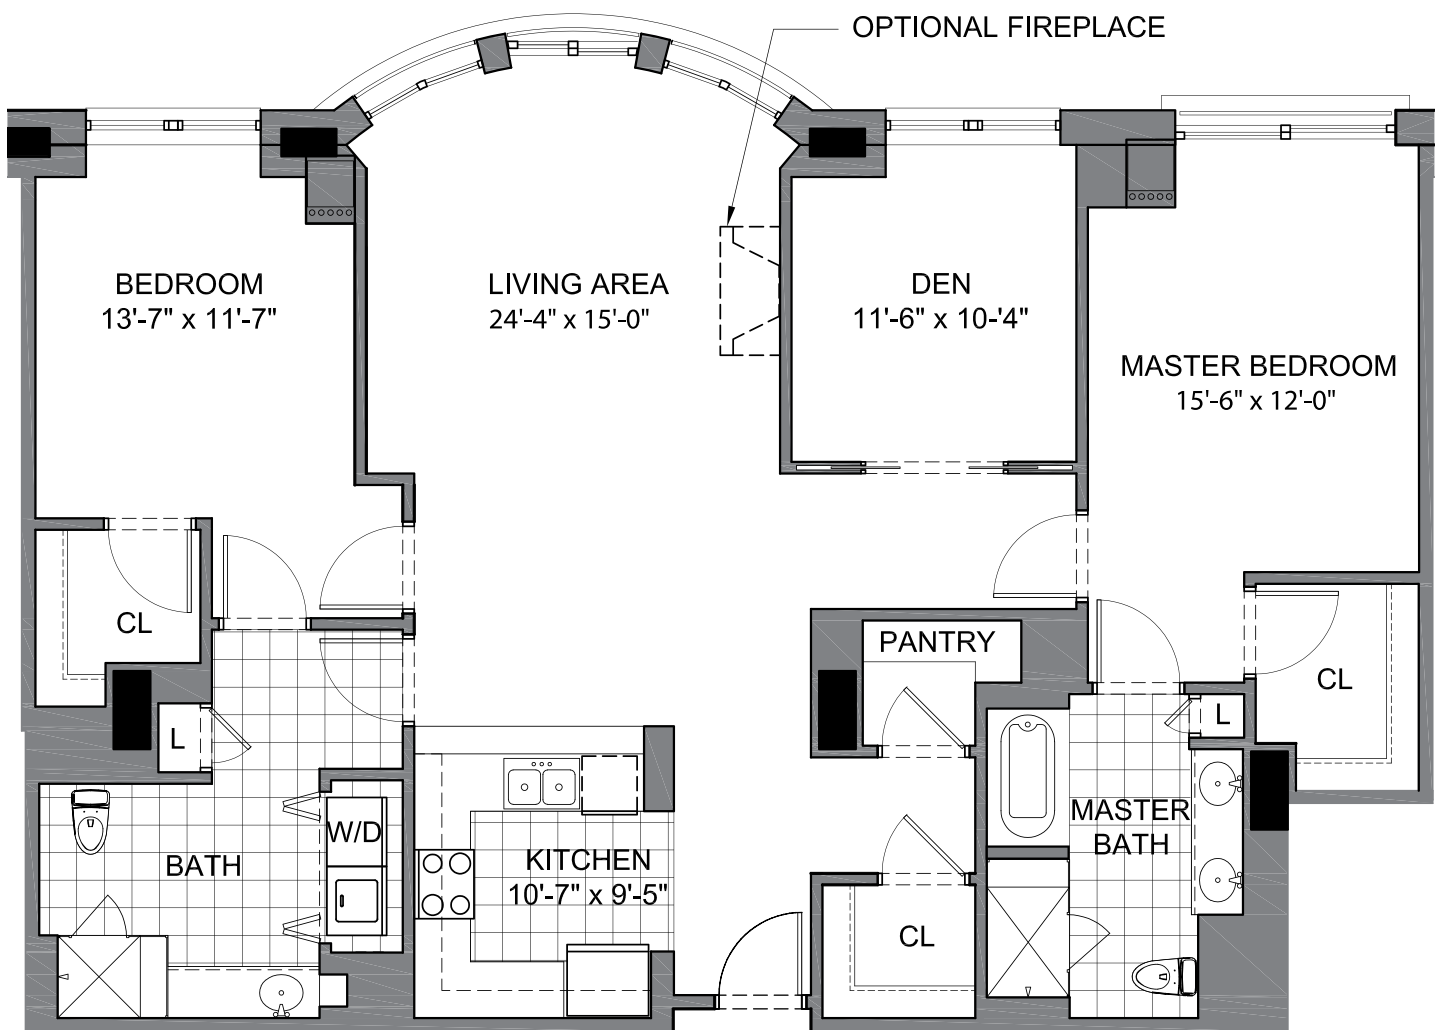 OPTIONAL FIREPLACE
BEDROOM
13'-7" x 11'-7"
LIVING AREA
24'-4" x 15'-0"
DEN
11'-6" x 10-'4"
MASTER BEDROOM
15'-6" x 12'-0"
CL
PANTRY
CL
L
L
W/D
BATH
KITCHEN
10'-7" x 9'-5"
MASTER
BATH
CL